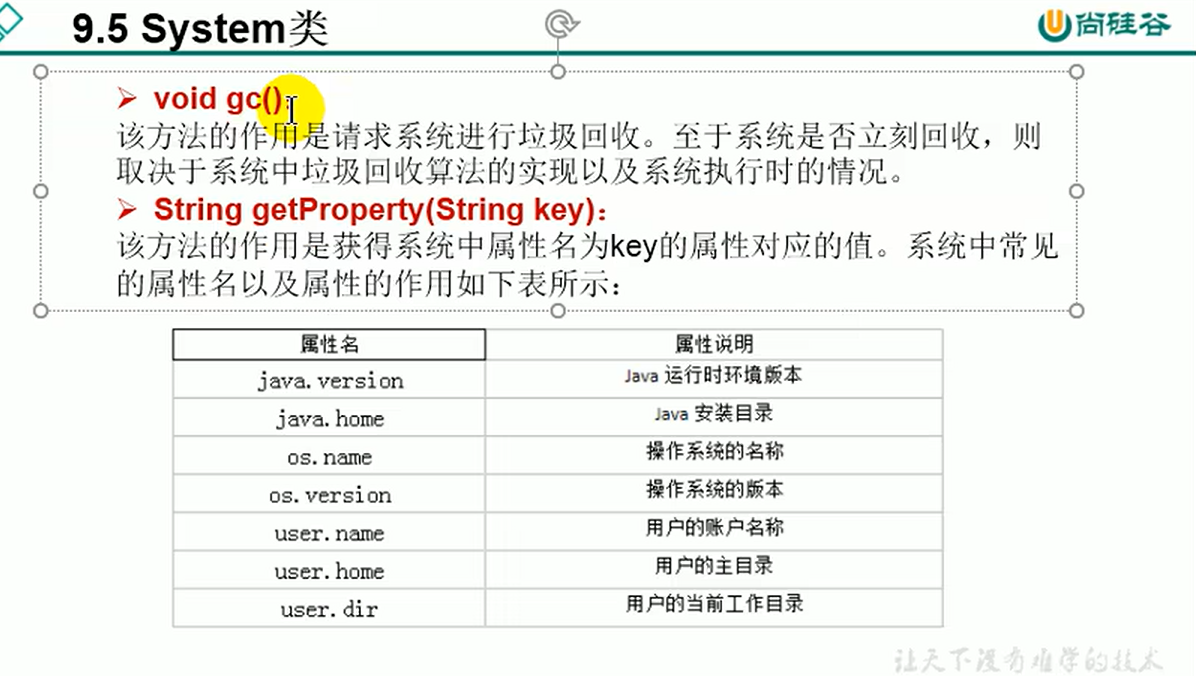 9.5 System类
尚硅谷
➢ void gc():
该方法的作用是请求系统进行垃圾回收。至于系统是否立刻回收，则
取决于系统中垃圾回收算法的实现以及系统执行时的情况。
➢ String getProperty(String key)：
该方法的作用是获得系统中属性名为key的属性对应的值。系统中常见
的属性名以及属性的作用如下表所示：
属性名 属性说明
java.version Java 运行时环境版本
java.home Java 安装目录
os.name 操作系统的名称
os.version 操作系统的版本
user.name 用户的账户名称
user.home 用户的主目录
user.dir 用户的当前工作目录
让天下没有难学的技术